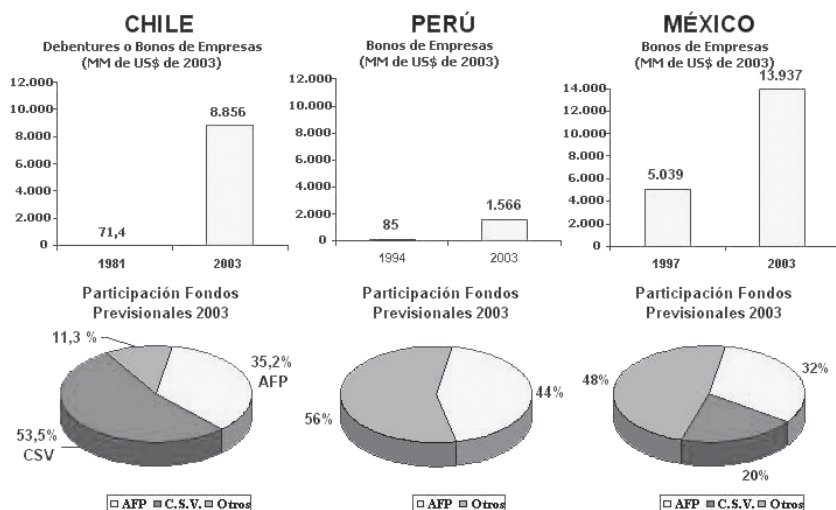 CHILE
Debentures o Bonos de Empresas
(MM de US$ de 2003)
12.000
10.000
8.000
6.000
4.000
2.000
0
71,4
8.856
1981
2003
Participación Fondos
Previsionales 2003
11,3 %
35,2%
AFP
53,5%
CSV
AFP C.S.V. Otros
PERÚ
Bonos de Empresas
(MM de US$ de 2003)
12.000
10.000
8.000
6.000
4.000
2.000
0
85
1.566
1994
2003
Participación Fondos
Previsionales 2003
44%
56%
AFP C.S.V. Otros
MÉXICO
Bonos de Empresas
(MM de US$ de 2003)
14.000
12.000
10.000
8.000
6.000
4.000
2.000
0
5.039
13.937
1997
2003
Participación Fondos
Previsionales 2003
48%
32%
20%
AFP C.S.V. Otros